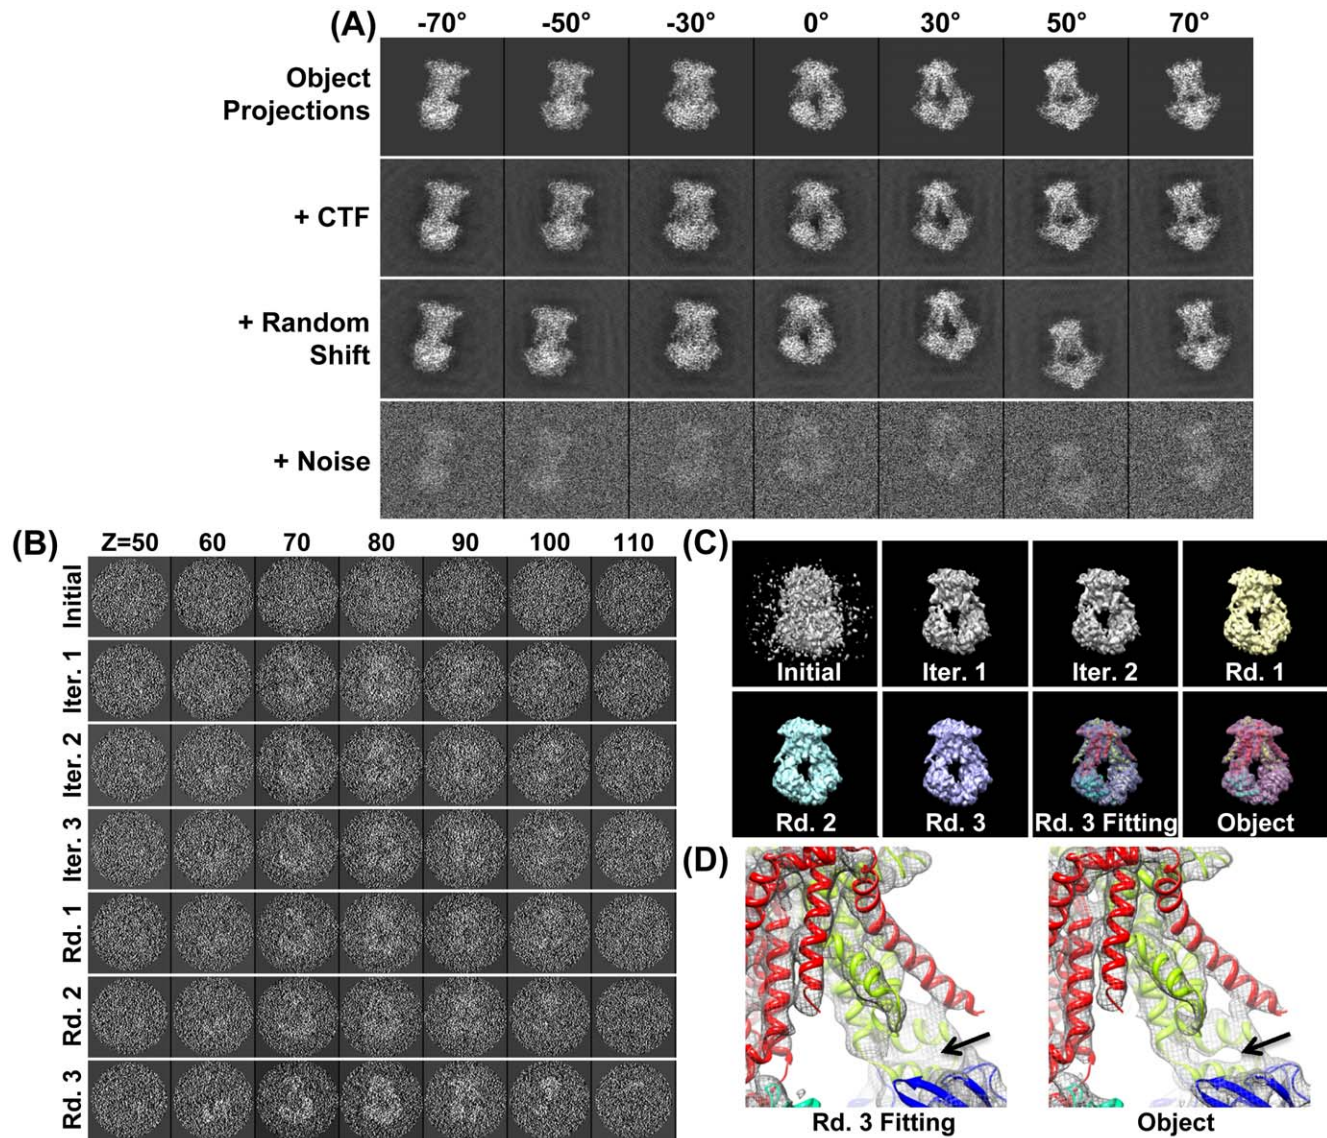 (A)
-70° -50° -30° 0° 30° 50° 70°
Object
Projections
+ CTF
+ Random
Shift
+ Noise
(B)
Z=50 60 70 80 90 100 110
Initial
Iter. 1
Iter. 2
Iter. 3
Rd. 1
Rd. 2
Rd. 3
(C)
Initial Iter. 1 Iter. 2 Rd. 1
Rd. 2 Rd. 3 Rd. 3 Fitting Object
(D)
Rd. 3 Fitting Object